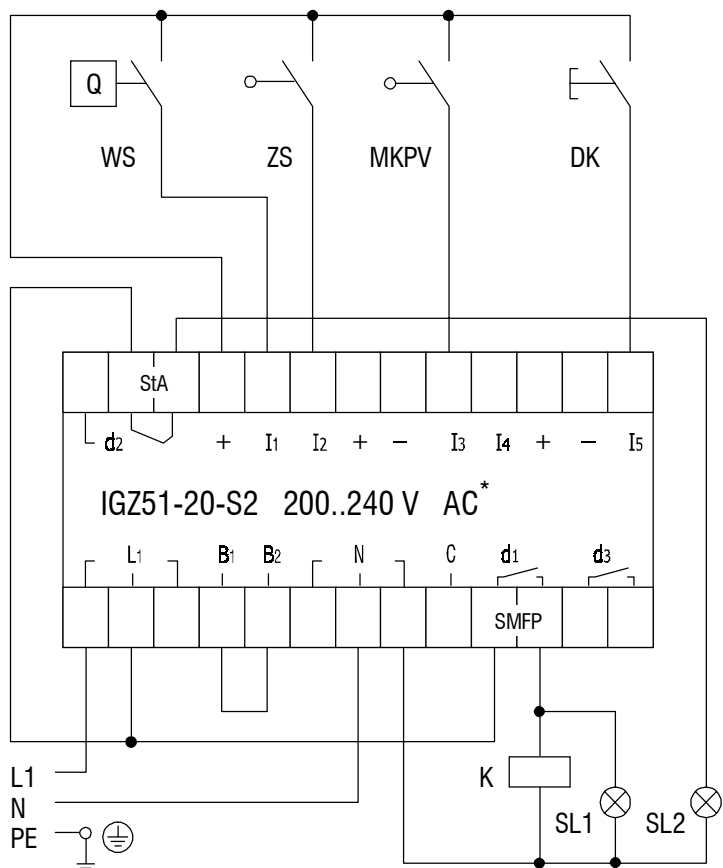 Q
WS ZS MKPV DK
StA
d2 + I1 I2 + − I3 I4 + − I5
IGZ51-20-S2 200..240 V AC*
L1 B1 B2 N C d1 d3
SMFP
L1
N
PE
K
SL1
SL2